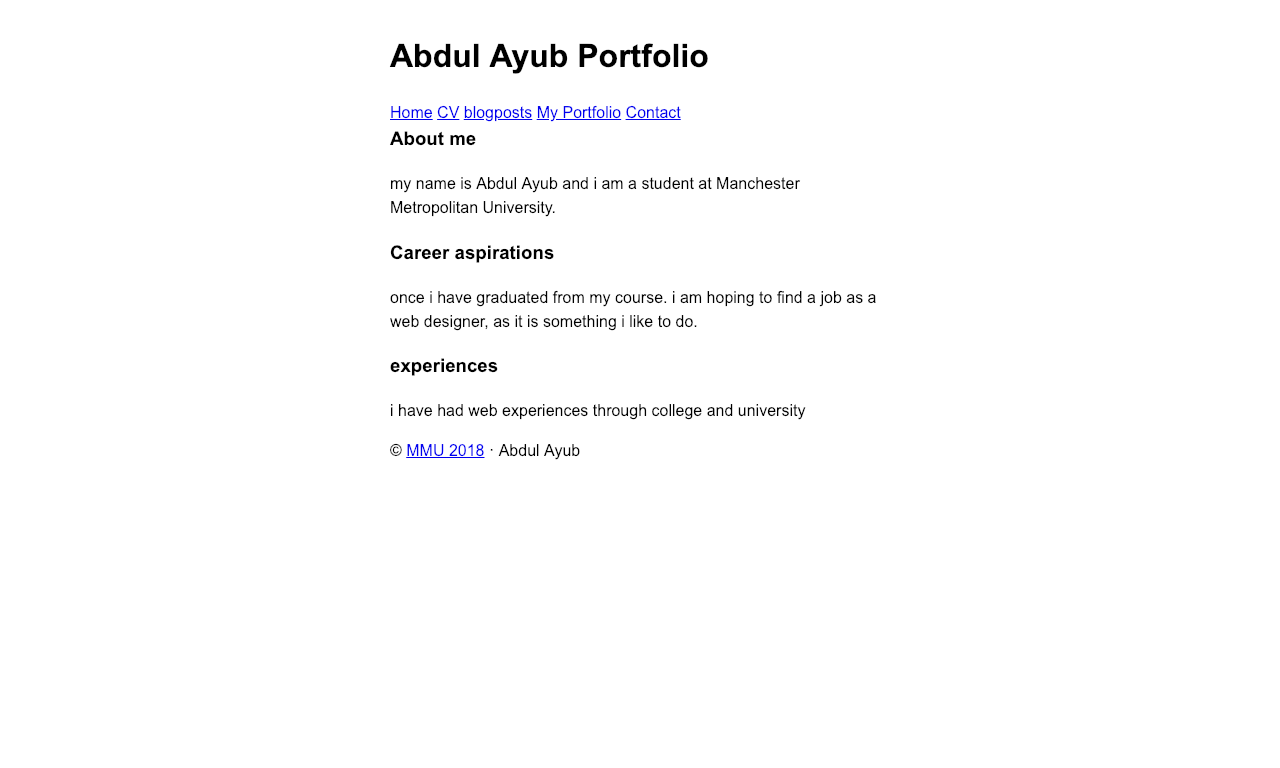 Abdul Ayub Portfolio
Home CV blogposts My Portfolio Contact
About me
my name is Abdul Ayub and i am a student at Manchester
Metropolitan University.
Career aspirations
once i have graduated from my course. i am hoping to find a job as a
web designer, as it is something i like to do.
experiences
i have had web experiences through college and university
© MMU 2018 · Abdul Ayub